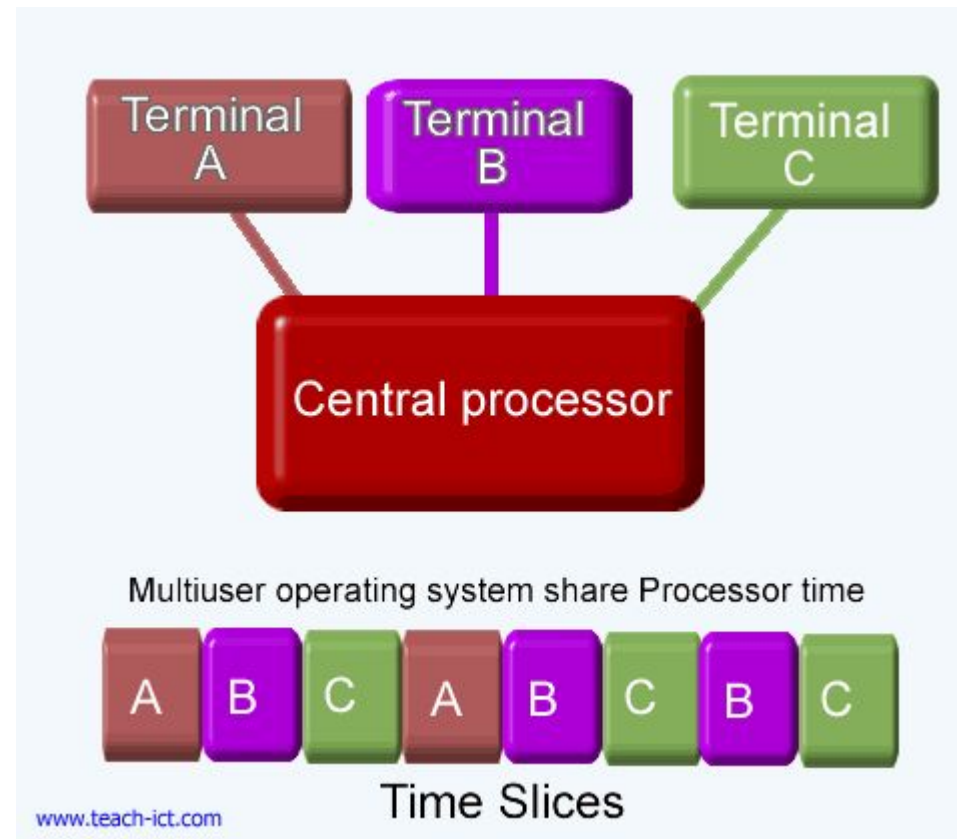 Terminal
A
Terminal
B
Terminal
C
Central processor
Multiuser operating system share Processor time
A B C A B C B C
Time Slices
www.teach-ict.com